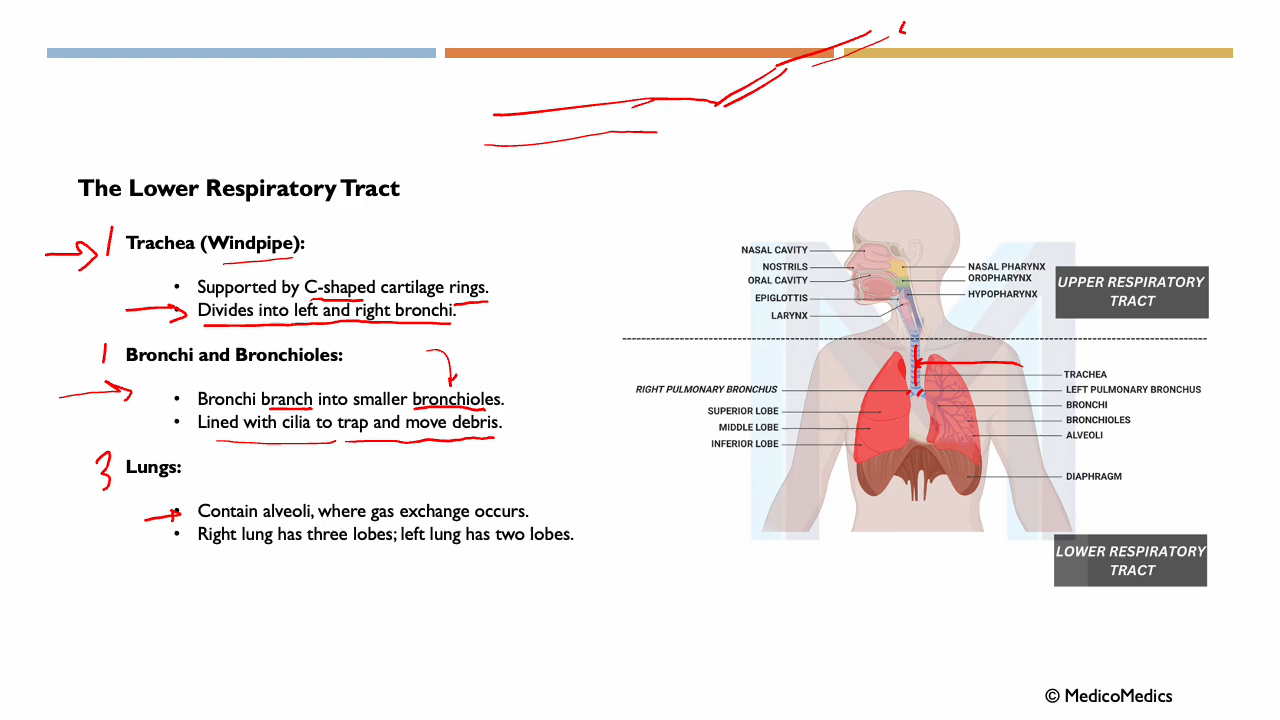 The Lower Respiratory Tract
1 Trachea (Windpipe):
• Supported by C-shaped cartilage rings.
• Divides into left and right bronchi.
1 Bronchi and Bronchioles:
• Bronchi branch into smaller bronchioles.
• Lined with cilia to trap and move debris.
3 Lungs:
• Contain alveoli, where gas exchange occurs.
• Right lung has three lobes; left lung has two lobes.
NASAL CAVITY
NOSTRILS
ORAL CAVITY
EPIGLOTTIS
LARYNX
NASAL PHARYNX
OROPHARYNX
HYPOPHARYNX
UPPER RESPIRATORY
TRACT
RIGHT PULMONARY BRONCHUS
SUPERIOR LOBE
MIDDLE LOBE
INFERIOR LOBE
TRACHEA
LEFT PULMONARY BRONCHUS
BRONCHI
BRONCHIOLES
ALVEOLI
DIAPHRAGM
LOWER RESPIRATORY
TRACT
© MedicoMedics